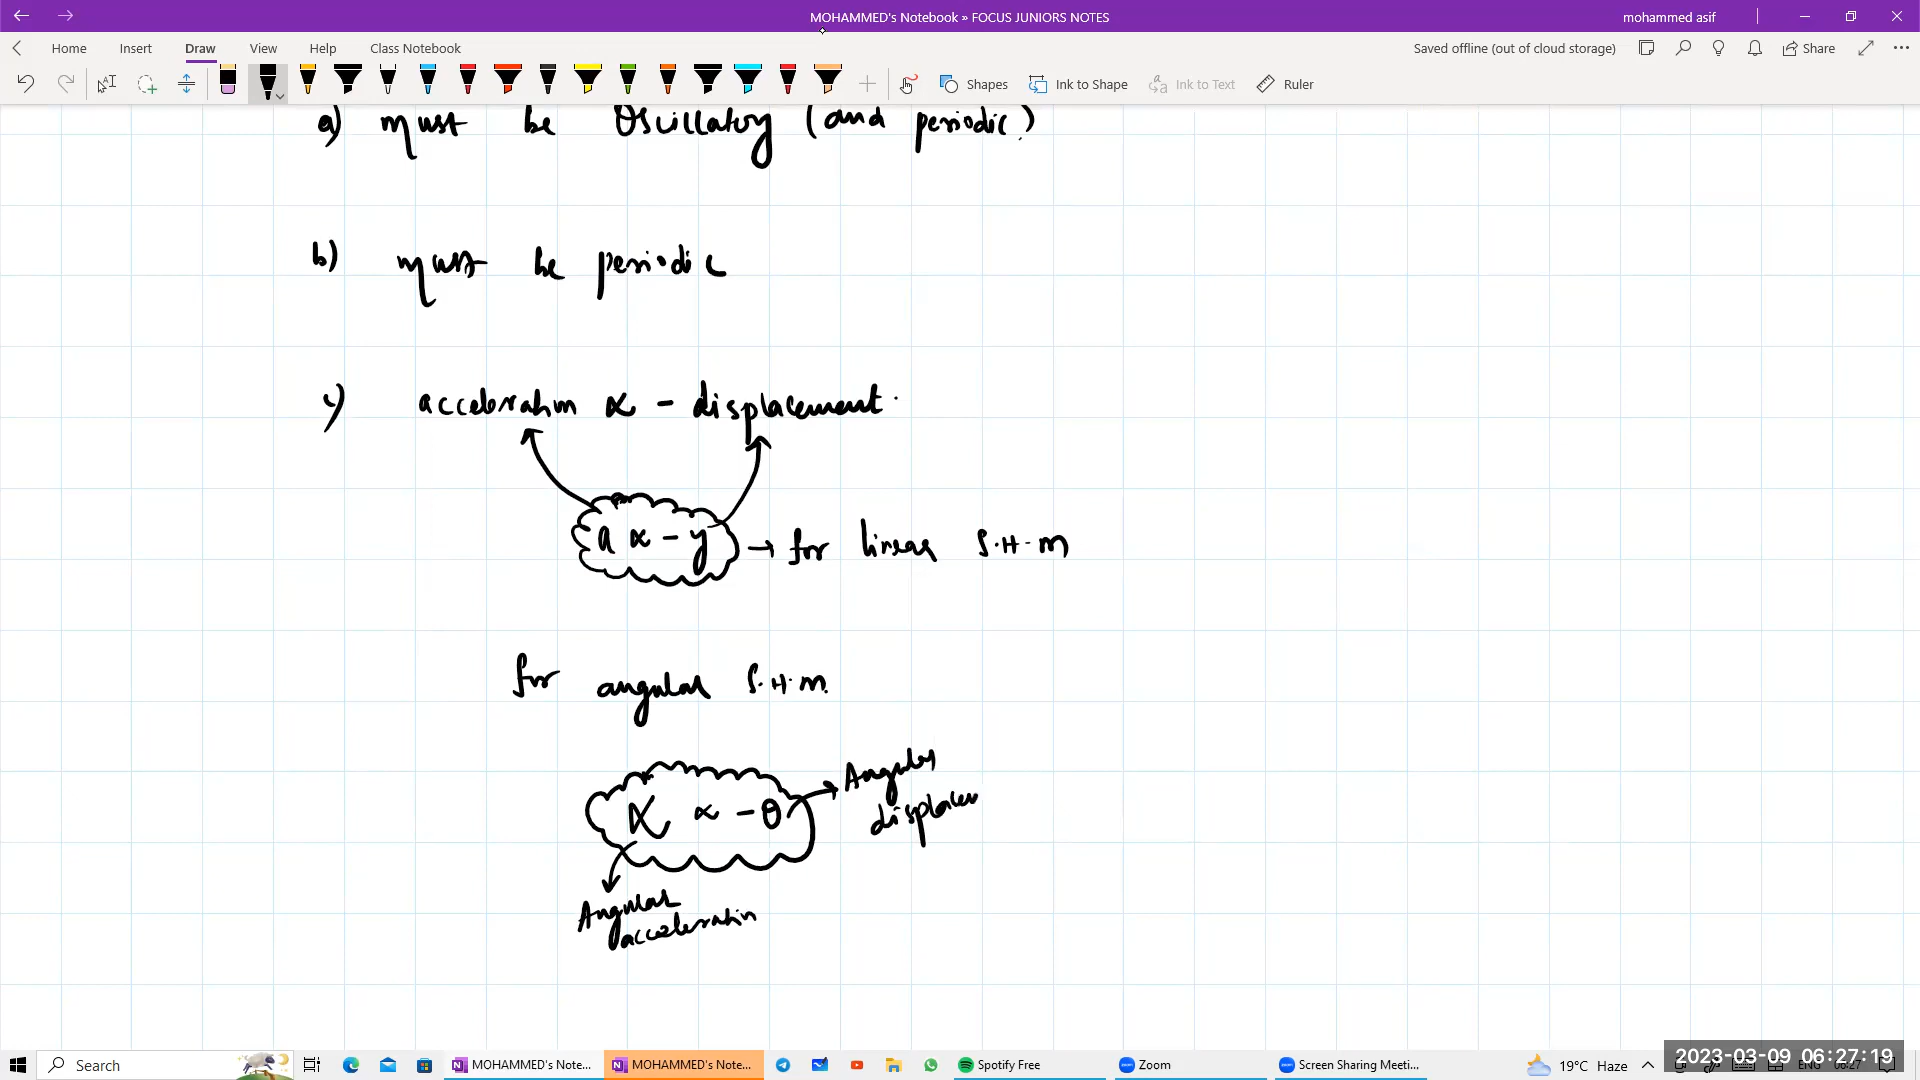 MOHAMMED's Notebook » FOCUS JUNIORS NOTES
mohammed asif
Home Insert Draw View Help Class Notebook
Saved offline (out of cloud storage)
Share
Shapes Ink to Shape Ink to Text Ruler
a) must be Oscillatory (and periodic)
b) must be periodic
c) acceleration ∝ - displacement
a ∝ - y → for linear S.H.M
for angular S.H.M.
Angular
displacem
α ∝ - θ
Angular
acceleration
Search
MOHAMMED's Note...
MOHAMMED's Note...
Spotify Free
Zoom
Screen Sharing Meeti...
19°C Haze
ENG
2023-03-09 06:27:19